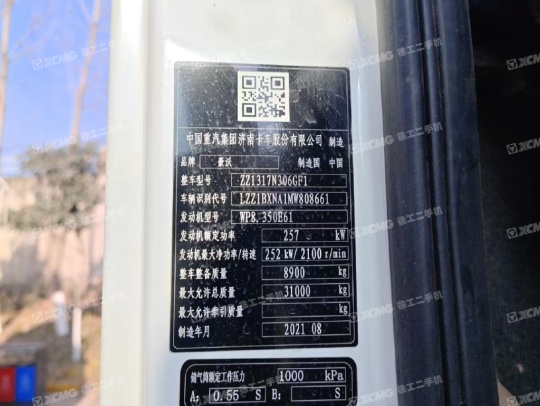 中国重汽集团济南卡车股份有限公司 制造
品牌 豪沃 制造国 中国
整车型号 ZZ1317N306GF1
车辆识别代号 LZZ1BXNA1MW808661
发动机型号 WP8.350E61
发动机额定功率 257 kW
发动机最大净功率/转速 252 kW/ 2100 r/min
整车整备质量 8900 kg
最大允许总质量 31000 kg
最大允许牵引质量 kg
制造年月 2021 08
储气筒额定工作压力 1000 kPa
A: 0.55 S B: S
XCMG 徐工二手机